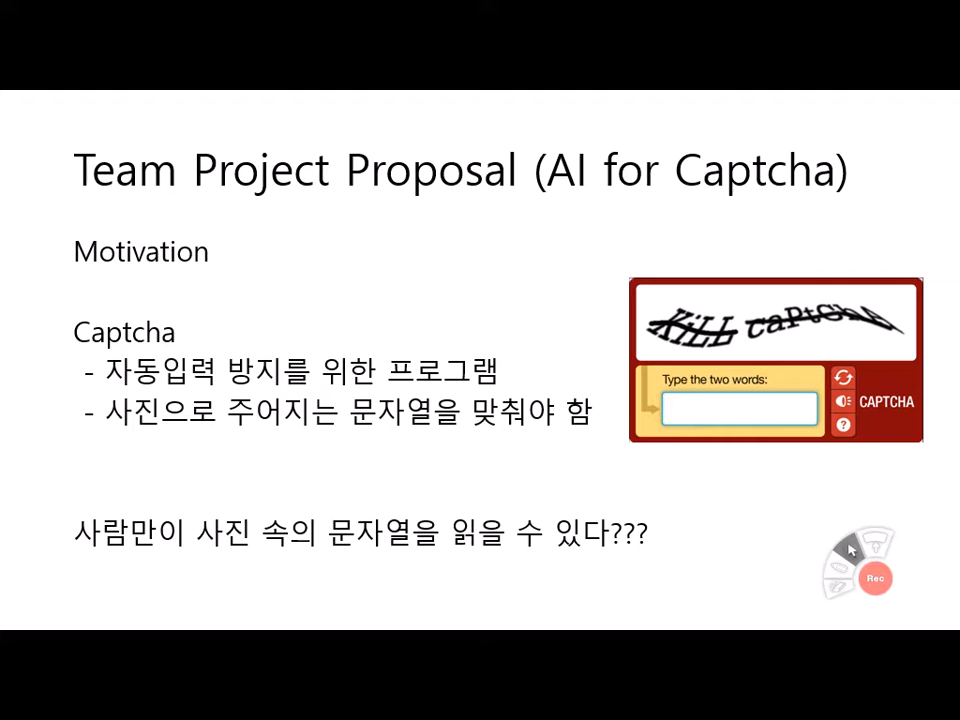 Team Project Proposal (AI for Captcha)
Motivation
Captcha
- 자동입력 방지를 위한 프로그램
- 사진으로 주어지는 문자열을 맞춰야 함
KiLL caPtChA
Type the two words:
CAPTCHA
?
사람만이 사진 속의 문자열을 읽을 수 있다???
Rec